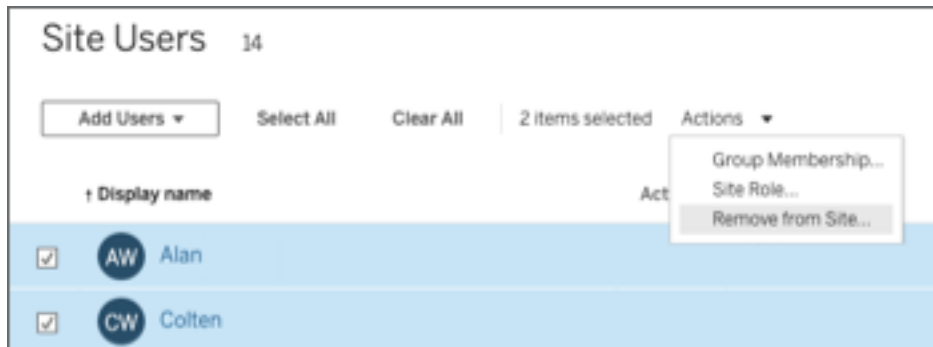 Site Users 14
Add Users ▾ Select All Clear All 2 items selected Actions ▾
Group Membership...
↑ Display name Act Site Role...
Remove from Site...
AW Alan
CW Colten